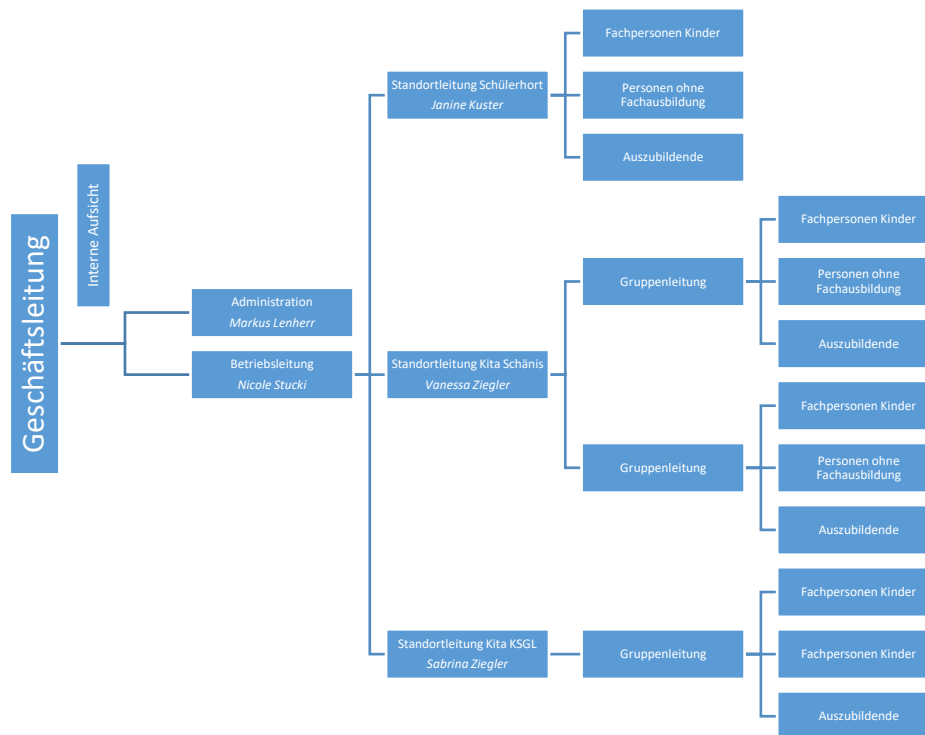 Geschäftsleitung
Interne Aufsicht
Administration
Markus Lenherr
Betriebsleitung
Nicole Stucki
Standortleitung Schülerhort
Janine Kuster
Fachpersonen Kinder
Personen ohne
Fachausbildung
Auszubildende
Standortleitung Kita Schänis
Vanessa Ziegler
Gruppenleitung
Fachpersonen Kinder
Personen ohne
Fachausbildung
Auszubildende
Gruppenleitung
Fachpersonen Kinder
Personen ohne
Fachausbildung
Auszubildende
Standortleitung Kita KSGL
Sabrina Ziegler
Gruppenleitung
Fachpersonen Kinder
Fachpersonen Kinder
Auszubildende